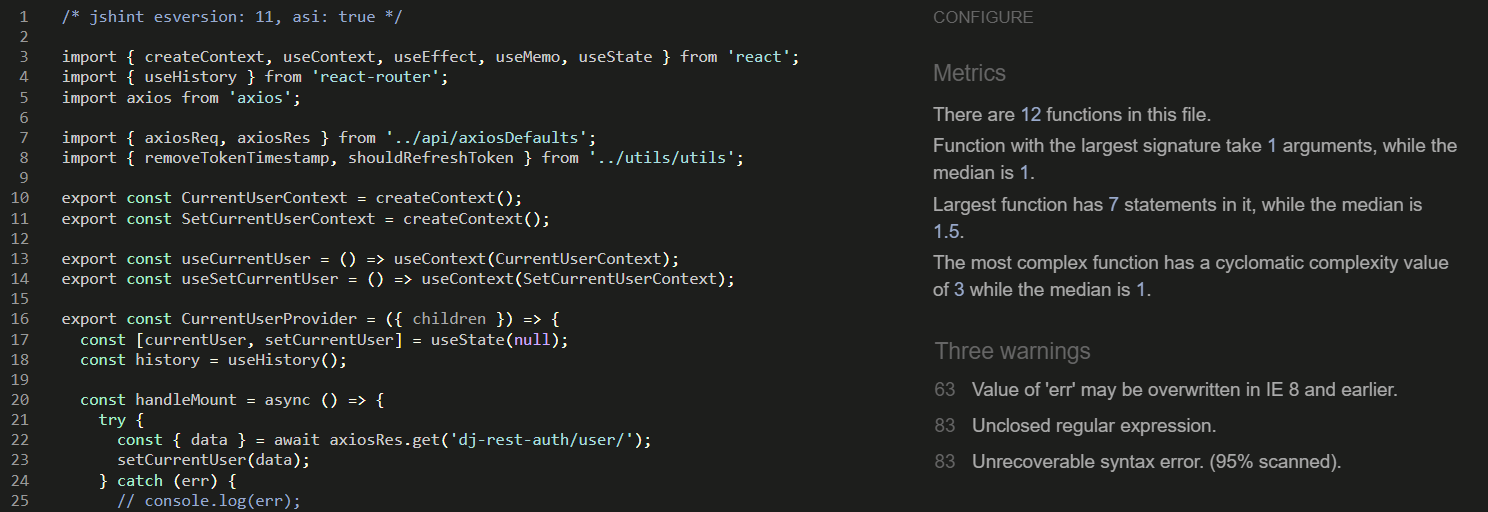 1 /* jshint esversion: 11, asi: true */
2
3 import { createContext, useContext, useEffect, useMemo, useState } from 'react';
4 import { useHistory } from 'react-router';
5 import axios from 'axios';
6
7 import { axiosReq, axiosRes } from '../api/axiosDefaults';
8 import { removeTokenTimestamp, shouldRefreshToken } from '../utils/utils';
9
10 export const CurrentUserContext = createContext();
11 export const SetCurrentUserContext = createContext();
12
13 export const useCurrentUser = () => useContext(CurrentUserContext);
14 export const useSetCurrentUser = () => useContext(SetCurrentUserContext);
15
16 export const CurrentUserProvider = ({ children }) => {
17   const [currentUser, setCurrentUser] = useState(null);
18   const history = useHistory();
19
20   const handleMount = async () => {
21     try {
22       const { data } = await axiosRes.get('dj-rest-auth/user/');
23       setCurrentUser(data);
24     } catch (err) {
25       // console.log(err);
CONFIGURE
Metrics
There are 12 functions in this file.
Function with the largest signature take 1 arguments, while the
median is 1.
Largest function has 7 statements in it, while the median is
1.5.
The most complex function has a cyclomatic complexity value
of 3 while the median is 1.
Three warnings
63 Value of 'err' may be overwritten in IE 8 and earlier.
83 Unclosed regular expression.
83 Unrecoverable syntax error. (95% scanned).